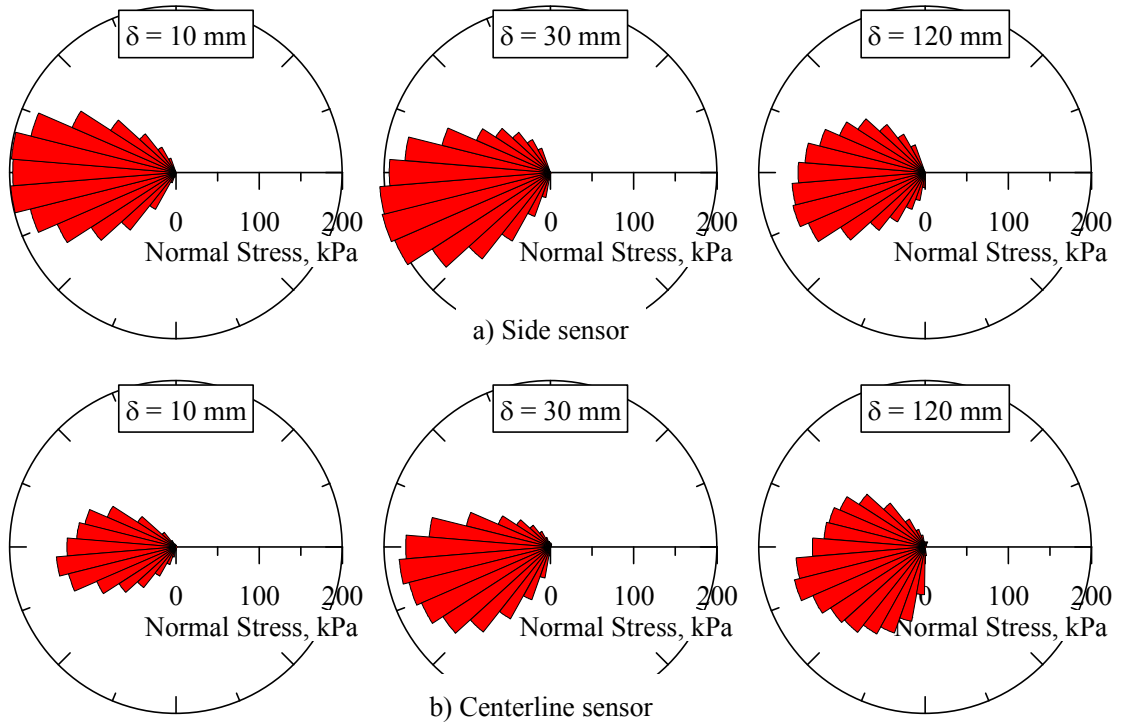 δ = 10 mm
δ = 30 mm
δ = 120 mm
0 100 200
Normal Stress, kPa
0 100 200
Normal Stress, kPa
0 100 200
Normal Stress, kPa
a) Side sensor
δ = 10 mm
δ = 30 mm
δ = 120 mm
0 100 200
Normal Stress, kPa
0 100 200
Normal Stress, kPa
0 100 200
Normal Stress, kPa
b) Centerline sensor